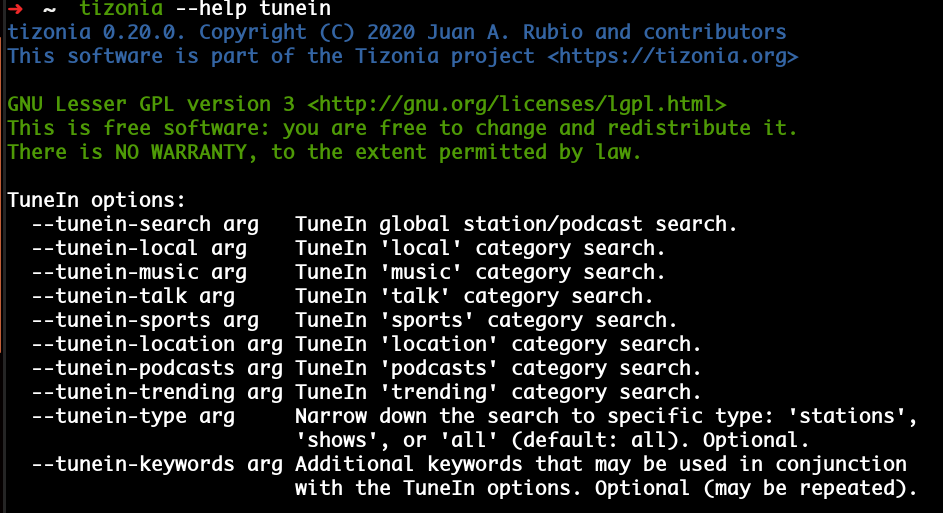 → ~ tizonia --help tunein
tizonia 0.20.0. Copyright (C) 2020 Juan A. Rubio and contributors
This software is part of the Tizonia project <https://tizonia.org>
GNU Lesser GPL version 3 <http://gnu.org/licenses/lgpl.html>
This is free software: you are free to change and redistribute it.
There is NO WARRANTY, to the extent permitted by law.
TuneIn options:
--tunein-search arg TuneIn global station/podcast search.
--tunein-local arg TuneIn 'local' category search.
--tunein-music arg TuneIn 'music' category search.
--tunein-talk arg TuneIn 'talk' category search.
--tunein-sports arg TuneIn 'sports' category search.
--tunein-location arg TuneIn 'location' category search.
--tunein-podcasts arg TuneIn 'podcasts' category search.
--tunein-trending arg TuneIn 'trending' category search.
--tunein-type arg Narrow down the search to specific type: 'stations',
'shows', or 'all' (default: all). Optional.
--tunein-keywords arg Additional keywords that may be used in conjunction
with the TuneIn options. Optional (may be repeated).